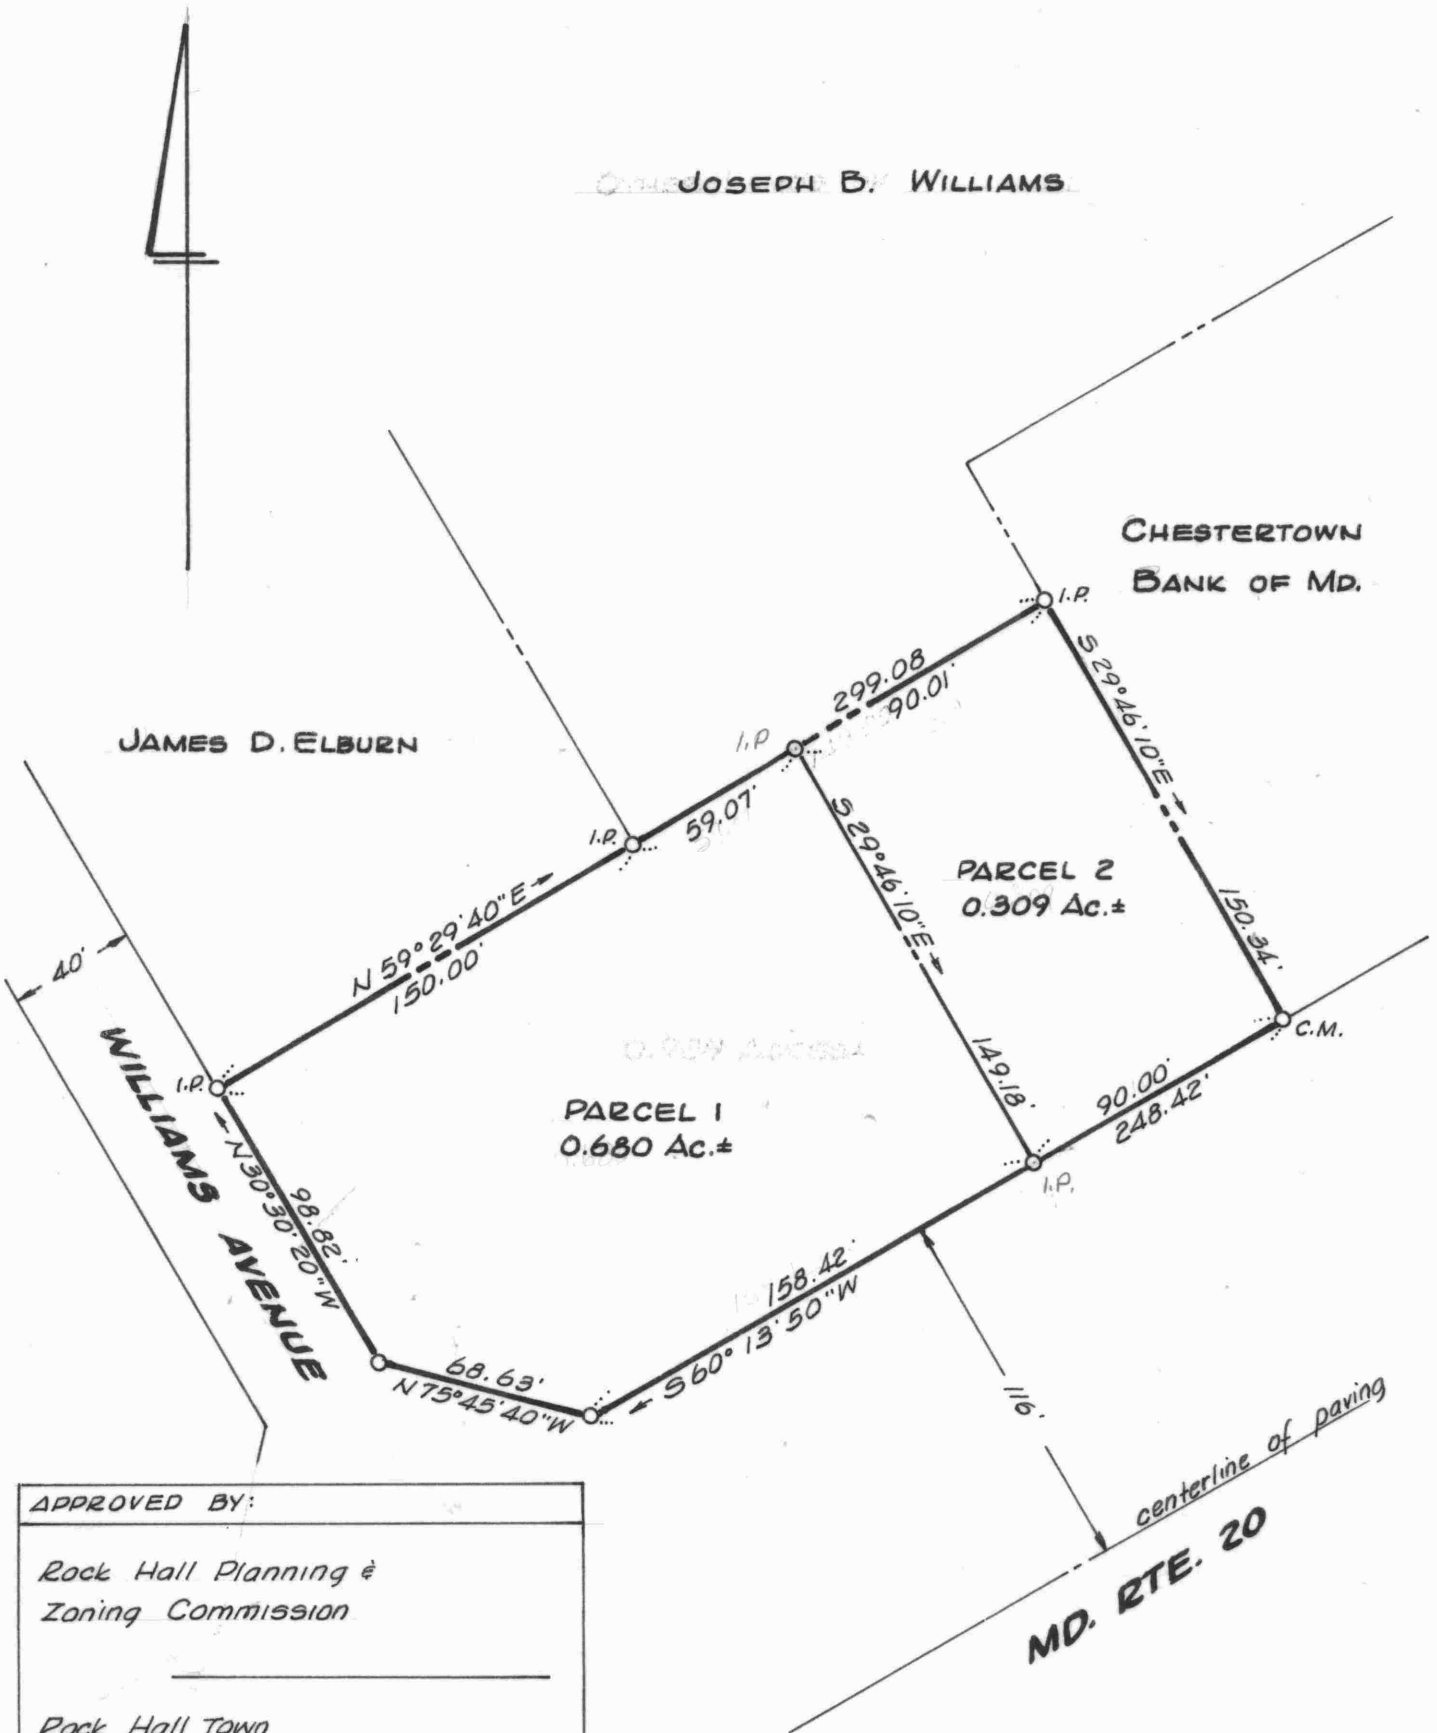 JOSEPH B. WILLIAMS
CHESTERTOWN
BANK OF MD.
I.P.
S 29° 46' 10" E
150.34'
299.08
90.01'
I.P
JAMES D. ELBURN
I.P.
59.07'
S 29° 46' 10" E
149.18'
PARCEL 2
0.309 Ac.±
N 59° 29' 40" E
150.00'
40'
WILLIAMS AVENUE
I.P.
C.M.
90.00'
248.42'
PARCEL 1
0.680 Ac.±
I.P.
98.82'
N 30° 30' 20" W
158.42'
S 60° 13' 50" W
68.63'
N 75° 45' 40" W
116'
centerline of paving
MD. RTE. 20
APPROVED BY:
Rock Hall Planning &
Zoning Commission
Rock Hall Town